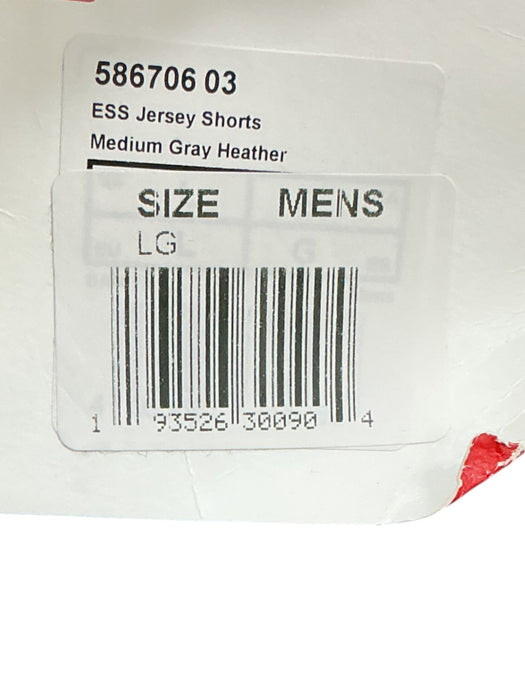 586706 03
ESS Jersey Shorts
Medium Gray Heather
SIZE MENS
LG
1 93526 30090 4